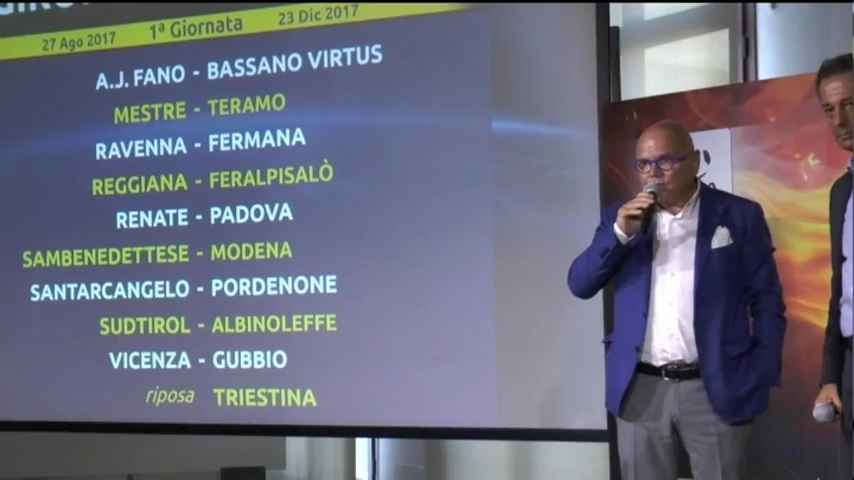 27 Ago 2017 1ª Giornata 23 Dic 2017
A.J. FANO - BASSANO VIRTUS
MESTRE - TERAMO
RAVENNA - FERMANA
REGGIANA - FERALPISALÒ
RENATE - PADOVA
SAMBENEDETTESE - MODENA
SANTARCANGELO - PORDENONE
SUDTIROL - ALBINOLEFFE
VICENZA - GUBBIO
riposa TRIESTINA